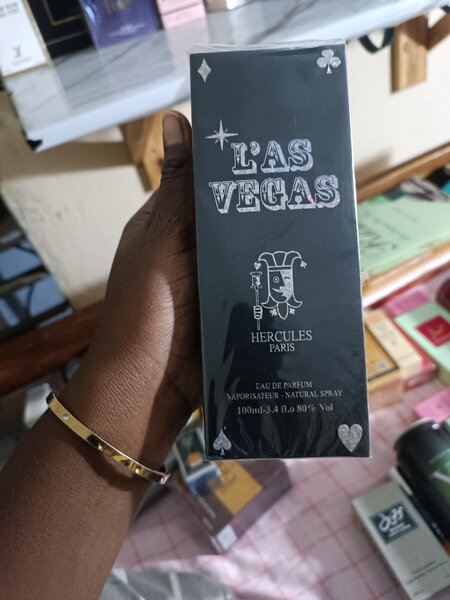 L'AS
VEGAS
HERCULES
PARIS
EAU DE PARFUM
VAPORISATEUR - NATURAL SPRAY
100ml-3.4 fl.o 80% Vol